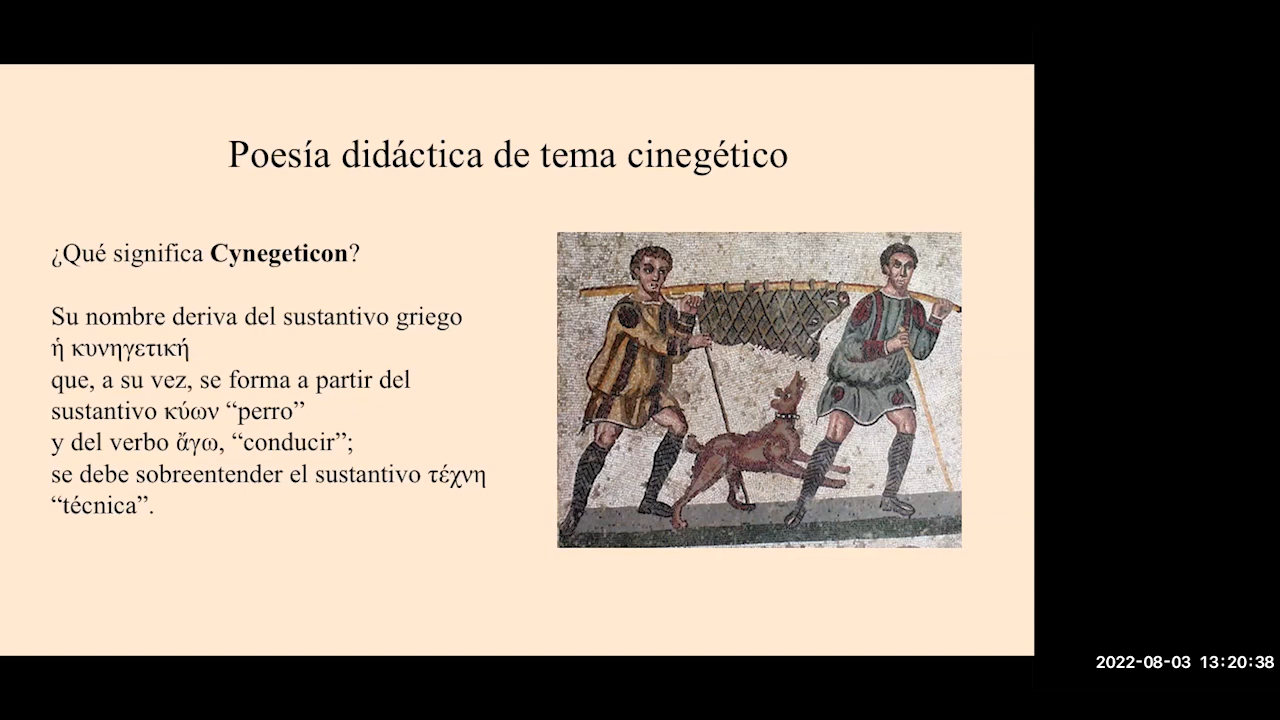 Poesía didáctica de tema cinegético
¿Qué significa Cynegeticon?
Su nombre deriva del sustantivo griego
ἡ κυνηγετική
que, a su vez, se forma a partir del
sustantivo κύων “perro”
y del verbo ἄγω, “conducir”;
se debe sobreentender el sustantivo τέχνη
“técnica”.
2022-08-03 13:20:38